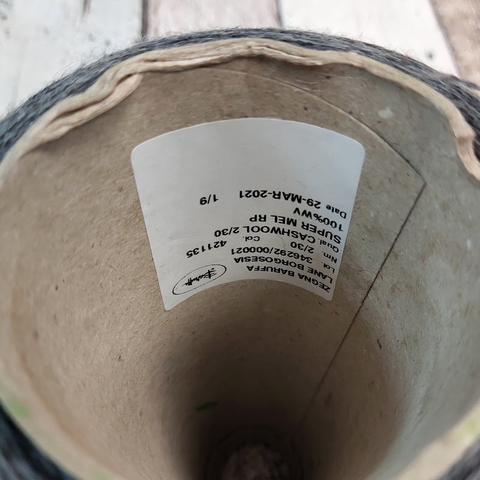 ZEGNA BARUFFA
LANE BORGOSESIA
Lot 346292/000021
Nm 2/30 Col 421135
Qual CASHWOOL 2/30
SUPER MEL RP
100%WV
Date 29-MAR-2021 1/9